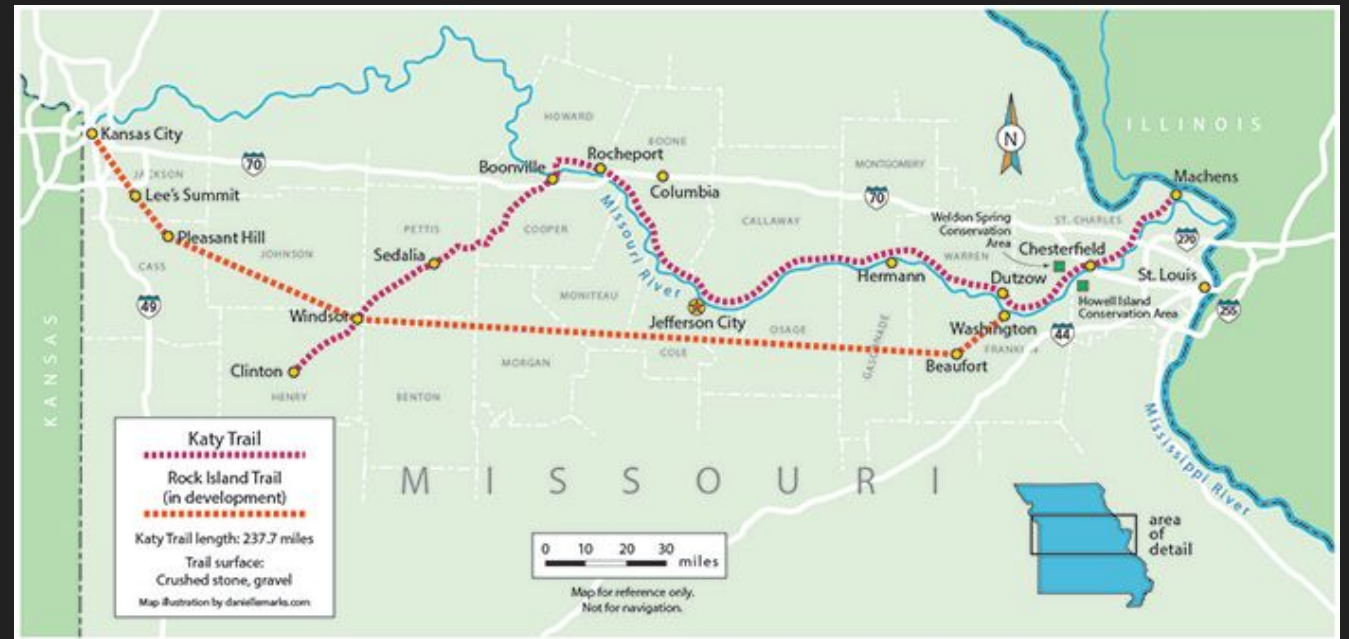 ILLINOIS
Kansas City
HOWARD
BOONE
Rocheport
Boonville
MONTGOMERY
70
JACKSON
Lee's Summit
Columbia
70
Machens
Missouri River
CALLAWAY
Weldon Spring
Conservation
Area
ST. CHARLES
Pleasant Hill
PETTIS
COOPER
JOHNSON
Sedalia
WARREN
Chesterfield
270
CASS
Hermann
Dutzow
St. Louis
MONITEAU
49
Windsor
Jefferson City
OSAGE
GASCONADE
Washington
Howell Island
Conservation Area
255
44
KANSAS
Clinton
MORGAN
COLE
Beaufort
FRANKLIN
HENRY
BENTON
Mississippi River
MISSOURI
Katy Trail
Rock Island Trail
(in development)
Katy Trail length: 237.7 miles
Trail surface:
Crushed stone, gravel
Map illustration by daniellemarks.com
0 10 20 30 miles
Map for reference only.
Not for navigation.
area
of
detail
N